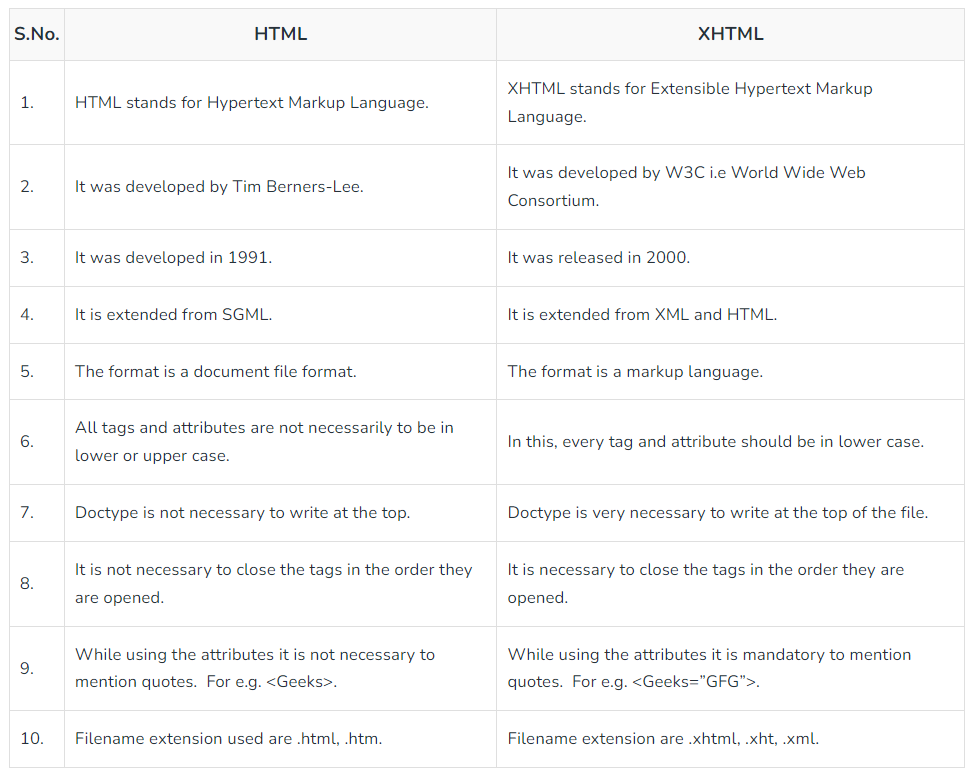 S.No. HTML XHTML
1. HTML stands for Hypertext Markup Language. XHTML stands for Extensible Hypertext Markup
Language.
2. It was developed by Tim Berners-Lee. It was developed by W3C i.e World Wide Web
Consortium.
3. It was developed in 1991. It was released in 2000.
4. It is extended from SGML. It is extended from XML and HTML.
5. The format is a document file format. The format is a markup language.
6. All tags and attributes are not necessarily to be in
lower or upper case. In this, every tag and attribute should be in lower case.
7. Doctype is not necessary to write at the top. Doctype is very necessary to write at the top of the file.
8. It is not necessary to close the tags in the order they
are opened. It is necessary to close the tags in the order they are
opened.
9. While using the attributes it is not necessary to
mention quotes.  For e.g. <Geeks>. While using the attributes it is mandatory to mention
quotes.  For e.g. <Geeks=”GFG”>.
10. Filename extension used are .html, .htm. Filename extension are .xhtml, .xht, .xml.